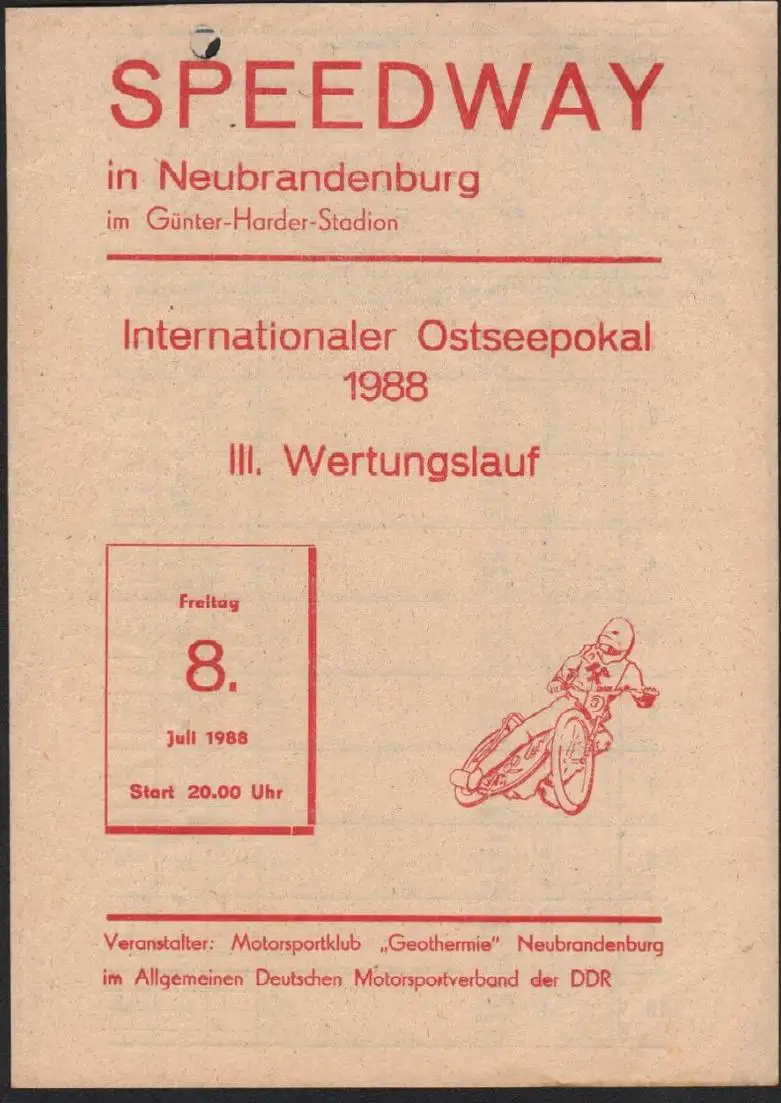 SPEEDWAY
in Neubrandenburg
im Günter-Harder-Stadion
Internationaler Ostseepokal
1988
III. Wertungslauf
Freitag
8.
Juli 1988
Start 20.00 Uhr
Veranstalter: Motorsportklub „Geothermie" Neubrandenburg
im Allgemeinen Deutschen Motorsportverband der DDR